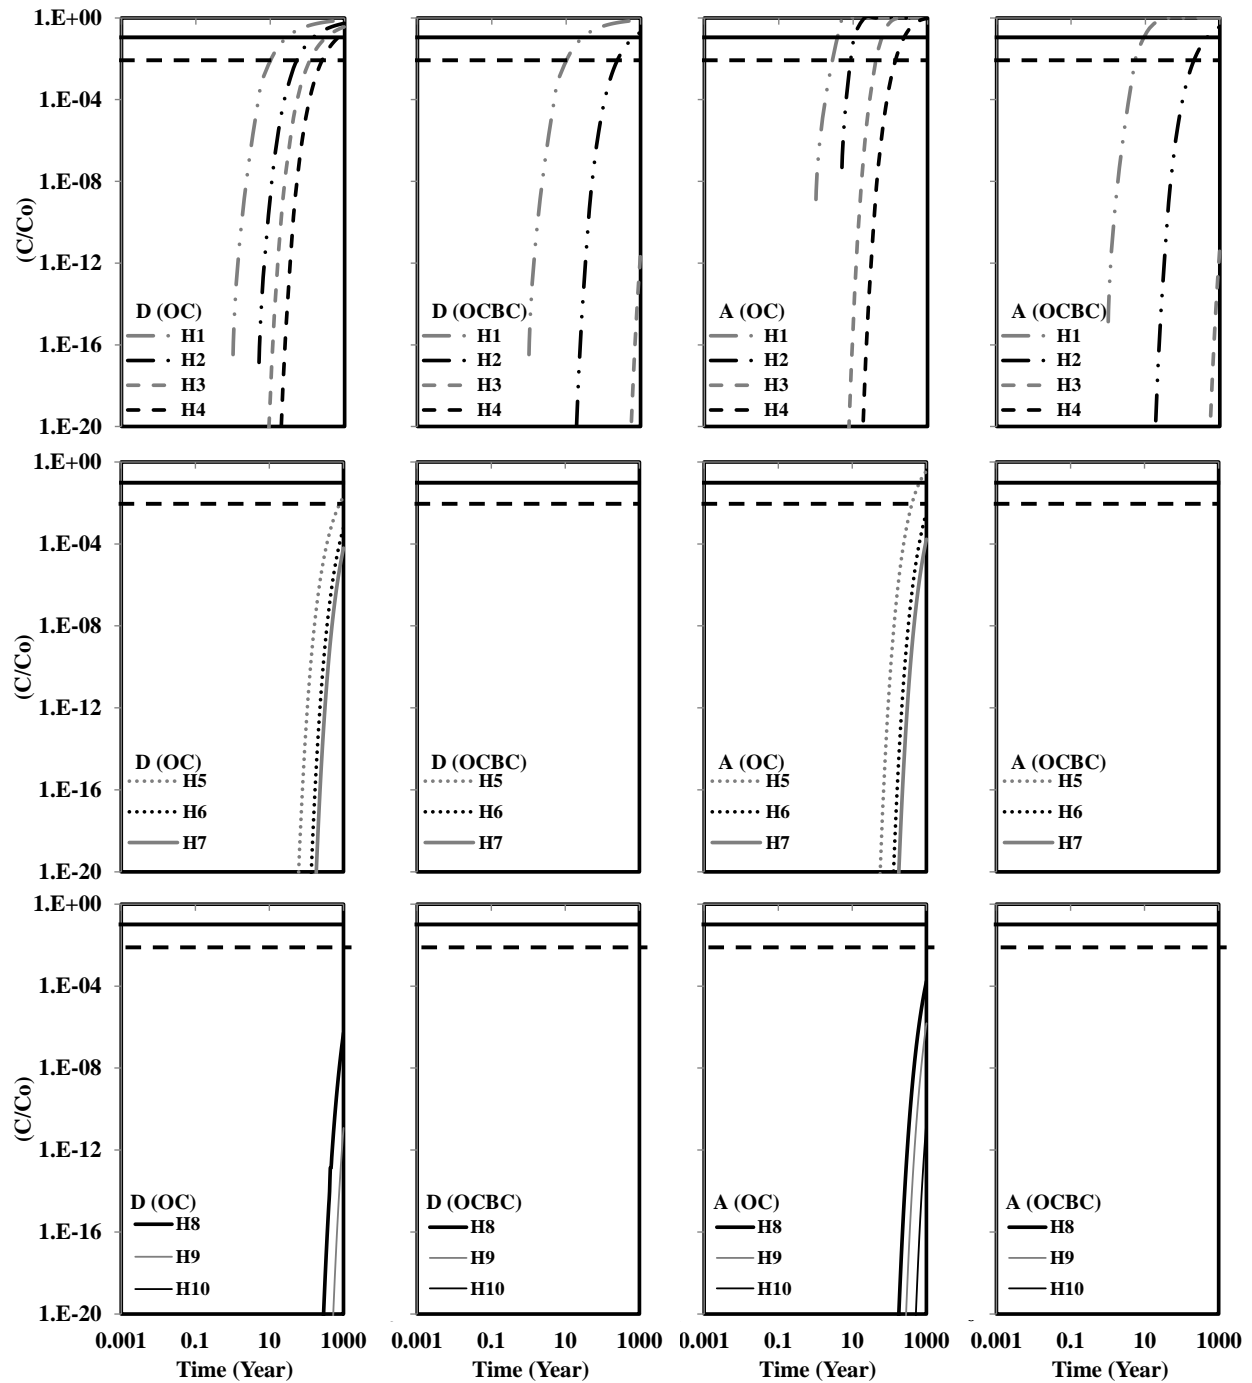 1.E+00
1.E-04
1.E-08
1.E-12
1.E-16
1.E-20
(C/Co)
D (OC)
H1
H2
H3
H4
D (OCBC)
H1
H2
H3
H4
A (OC)
H1
H2
H3
H4
A (OCBC)
H1
H2
H3
H4
1.E+00
1.E-04
1.E-08
1.E-12
1.E-16
1.E-20
(C/Co)
D (OC)
H5
H6
H7
D (OCBC)
H5
H6
H7
A (OC)
H5
H6
H7
A (OCBC)
H5
H6
H7
1.E+00
1.E-04
1.E-08
1.E-12
1.E-16
1.E-20
(C/Co)
D (OC)
H8
H9
H10
D (OCBC)
H8
H9
H10
A (OC)
H8
H9
H10
A (OCBC)
H8
H9
H10
0.001 0.1 10 1000
0.001 0.1 10 1000
0.001 0.1 10 1000
0.001 0.1 10 1000
Time (Year)
Time (Year)
Time (Year)
Time (Year)